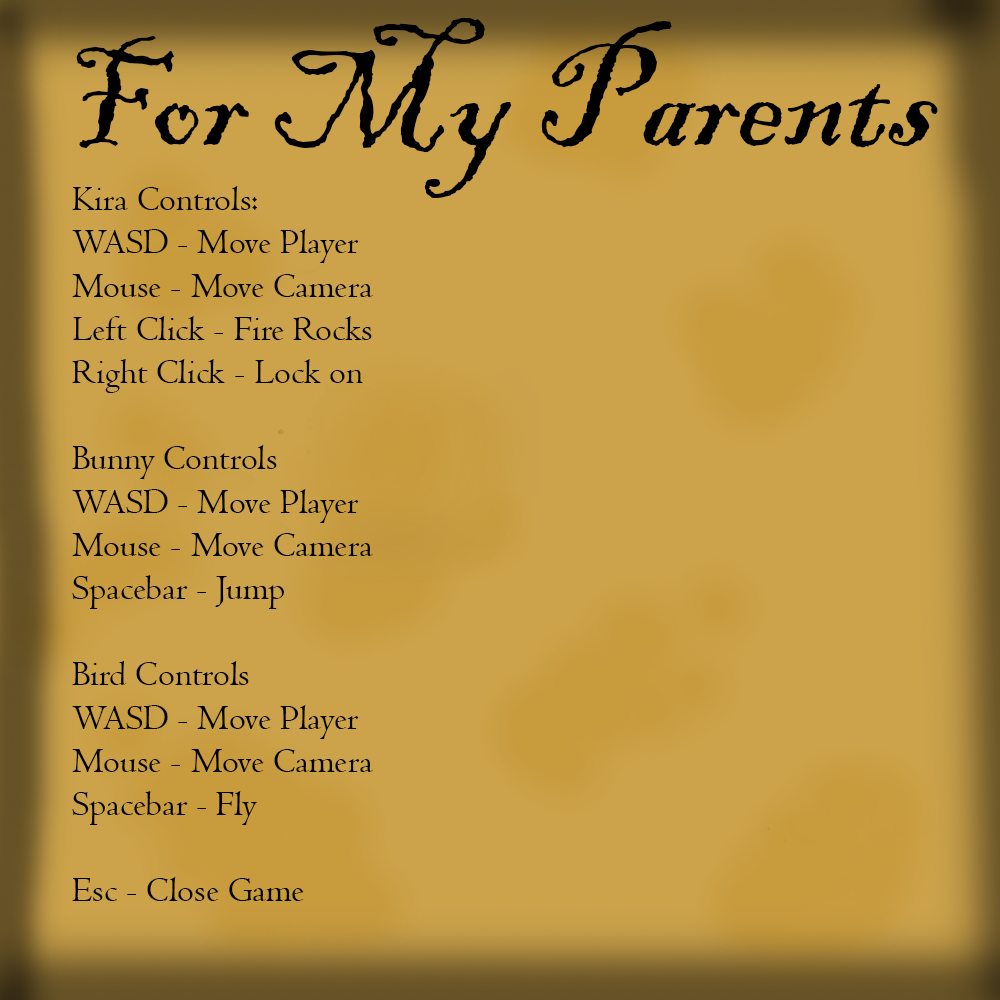 For My Parents
Kira Controls:
WASD - Move Player
Mouse - Move Camera
Left Click - Fire Rocks
Right Click - Lock on
Bunny Controls
WASD - Move Player
Mouse - Move Camera
Spacebar - Jump
Bird Controls
WASD - Move Player
Mouse - Move Camera
Spacebar - Fly
Esc - Close Game